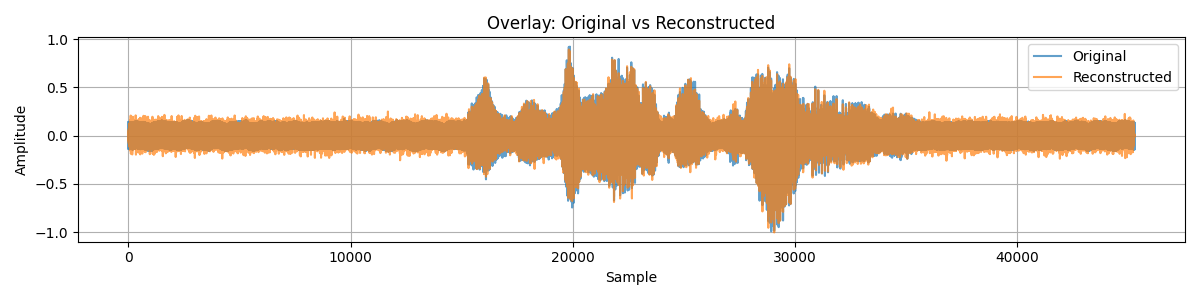 Overlay: Original vs Reconstructed
1.0
0.5
0.0
−0.5
−1.0
Amplitude
Original
Reconstructed
0
10000
20000
30000
40000
Sample